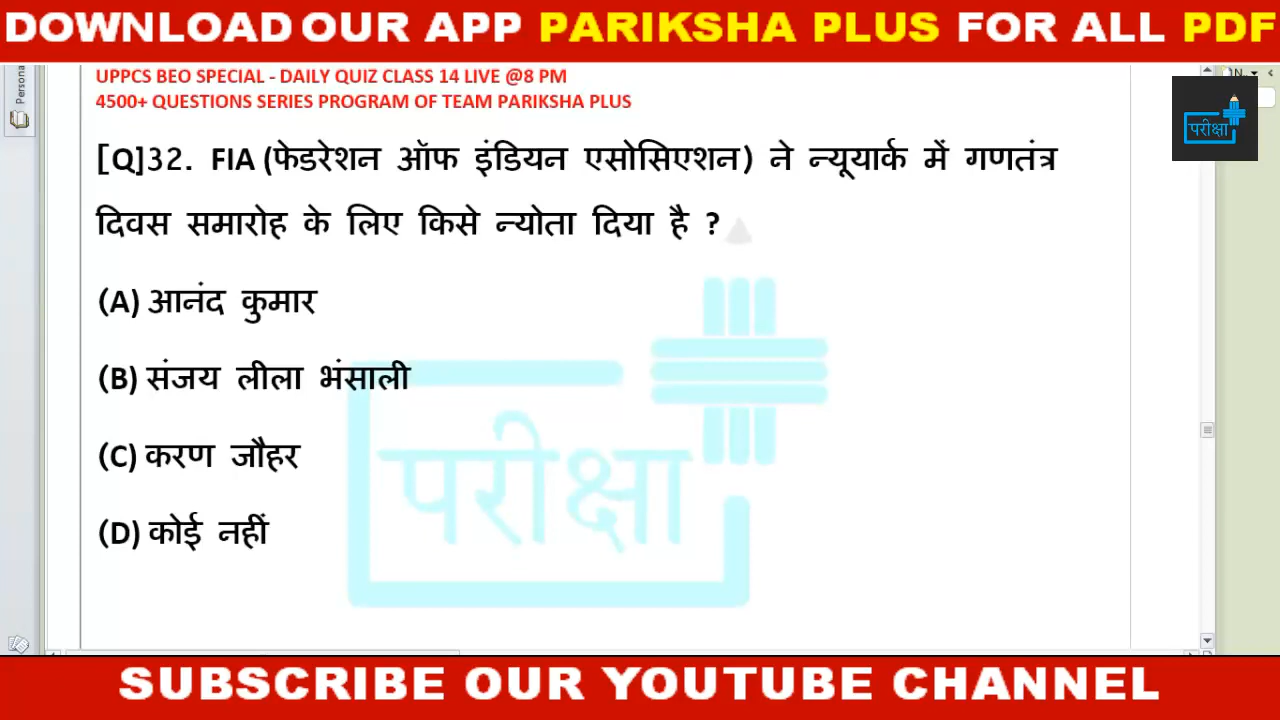 DOWNLOAD OUR APP PARIKSHA PLUS FOR ALL PDF
Persona
N..
UPPCS BEO SPECIAL - DAILY QUIZ CLASS 14 LIVE @8 PM
4500+ QUESTIONS SERIES PROGRAM OF TEAM PARIKSHA PLUS
परीक्षा
[Q]32. FIA (फेडरेशन ऑफ इंडियन एसोसिएशन) ने न्यूयार्क में गणतंत्र
दिवस समारोह के लिए किसे न्योता दिया है ?
(A) आनंद कुमार
(B) संजय लीला भंसाली
(C) करण जौहर
(D) कोई नहीं
परीक्षा
SUBSCRIBE OUR YOUTUBE CHANNEL